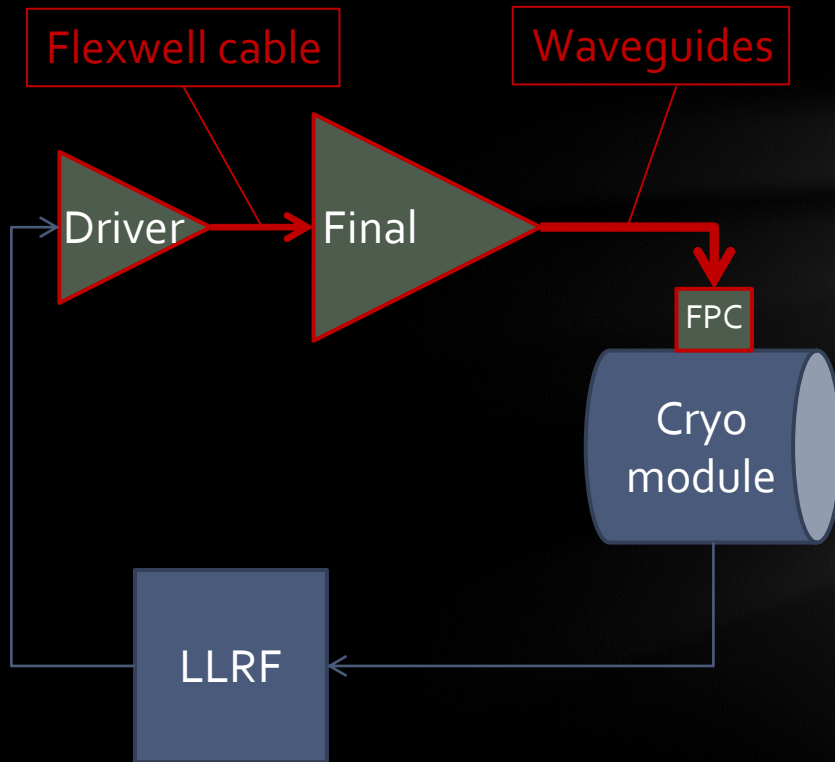 Flexwell cable
Waveguides
Driver
Final
FPC
Cryo
module
LLRF